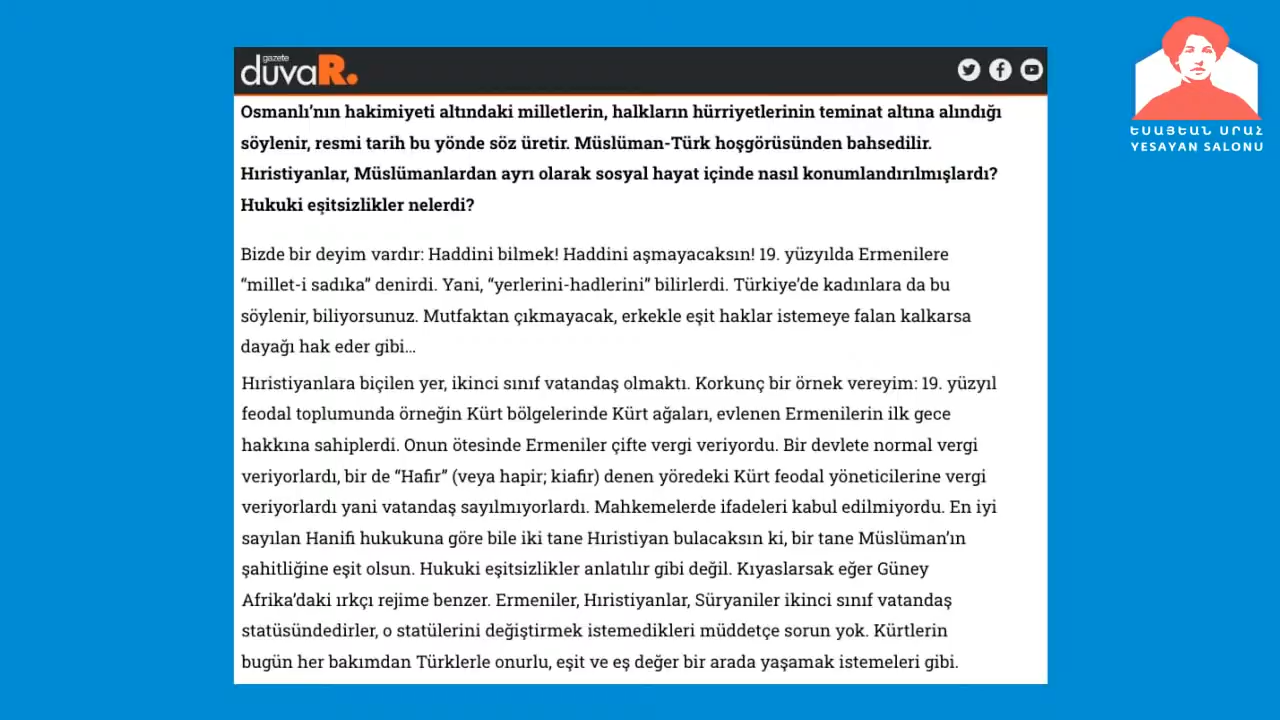 gazete
duvaR.
ԵՍԱՅԵԱՆ ՍՐԱՀ
YESAYAN SALONU
Osmanlı’nın hakimiyeti altındaki milletlerin, halkların hürriyetlerinin teminat altına alındığı
söylenir, resmi tarih bu yönde söz üretir. Müslüman-Türk hoşgörüsünden bahsedilir.
Hıristiyanlar, Müslümanlardan ayrı olarak sosyal hayat içinde nasıl konumlandırılmışlardı?
Hukuki eşitsizlikler nelerdi?
Bizde bir deyim vardır: Haddini bilmek! Haddini aşmayacaksın! 19. yüzyılda Ermenilere
“millet-i sadıka” denirdi. Yani, “yerlerini-hadlerini” bilirlerdi. Türkiye’de kadınlara da bu
söylenir, biliyorsunuz. Mutfaktan çıkmayacak, erkekle eşit haklar istemeye falan kalkarsa
dayağı hak eder gibi…
Hıristiyanlara biçilen yer, ikinci sınıf vatandaş olmaktı. Korkunç bir örnek vereyim: 19. yüzyıl
feodal toplumunda örneğin Kürt bölgelerinde Kürt ağaları, evlenen Ermenilerin ilk gece
hakkına sahiplerdi. Onun ötesinde Ermeniler çifte vergi veriyordu. Bir devlete normal vergi
veriyorlardı, bir de “Hafir” (veya hapir; kiafir) denen yöredeki Kürt feodal yöneticilerine vergi
veriyorlardı yani vatandaş sayılmıyorlardı. Mahkemelerde ifadeleri kabul edilmiyordu. En iyi
sayılan Hanifi hukukuna göre bile iki tane Hıristiyan bulacaksın ki, bir tane Müslüman’ın
şahitliğine eşit olsun. Hukuki eşitsizlikler anlatılır gibi değil. Kıyaslarsak eğer Güney
Afrika’daki ırkçı rejime benzer. Ermeniler, Hıristiyanlar, Süryaniler ikinci sınıf vatandaş
statüsündedirler, o statülerini değiştirmek istemedikleri müddetçe sorun yok. Kürtlerin
bugün her bakımdan Türklerle onurlu, eşit ve eş değer bir arada yaşamak istemeleri gibi.